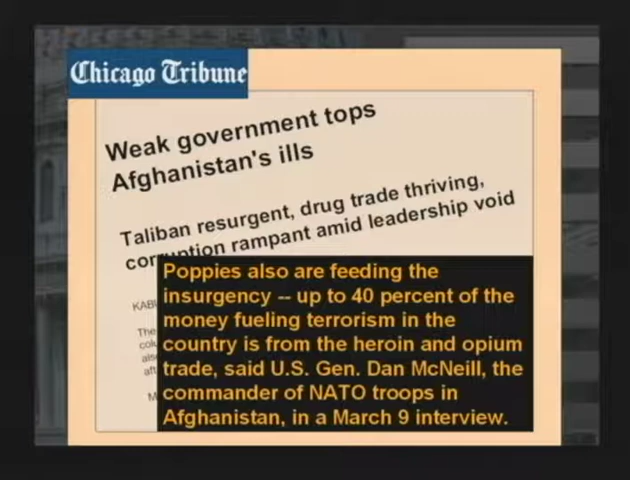 Chicago Tribune
Weak government tops
Afghanistan's ills
Taliban resurgent, drug trade thriving,
corruption rampant amid leadership void
Poppies also are feeding the
insurgency -- up to 40 percent of the
money fueling terrorism in the
country is from the heroin and opium
trade, said U.S. Gen. Dan McNeill, the
commander of NATO troops in
Afghanistan, in a March 9 interview.